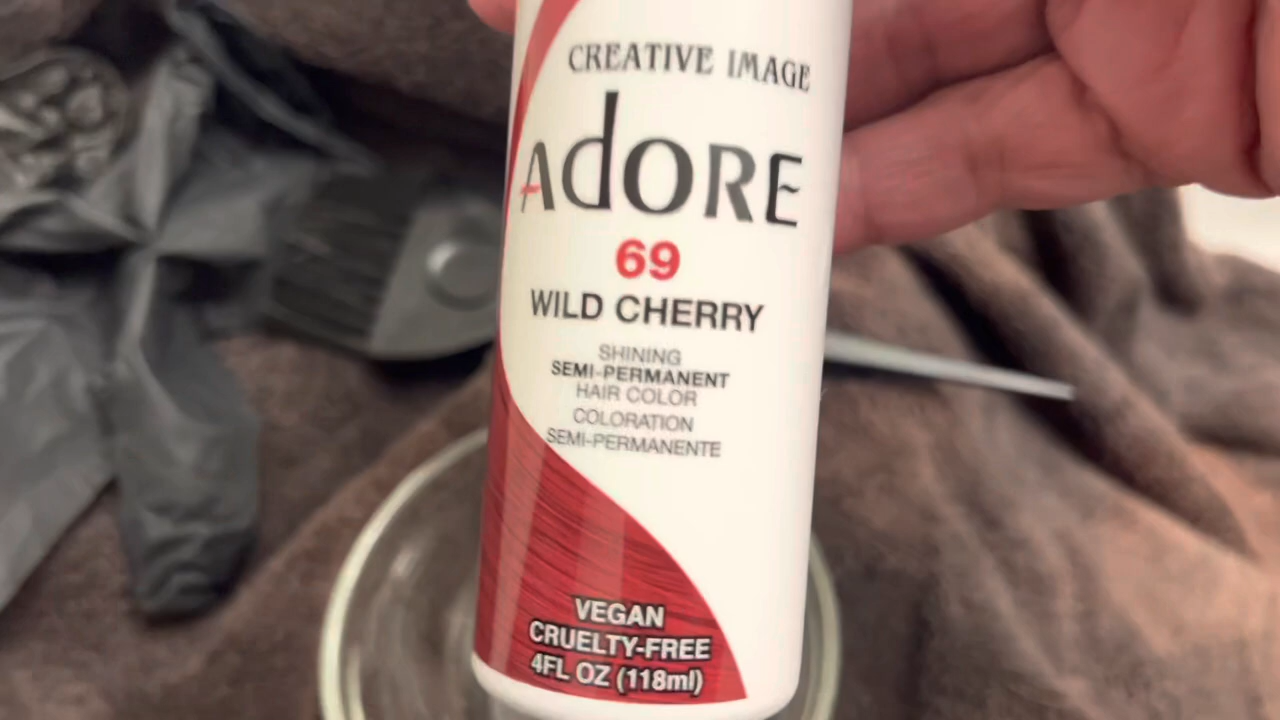 CREATIVE IMAGE
ADORE
69
WILD CHERRY
SHINING
SEMI-PERMANENT
HAIR COLOR
COLORATION
SEMI-PERMANENTE
VEGAN
CRUELTY-FREE
4FL OZ (118ml)